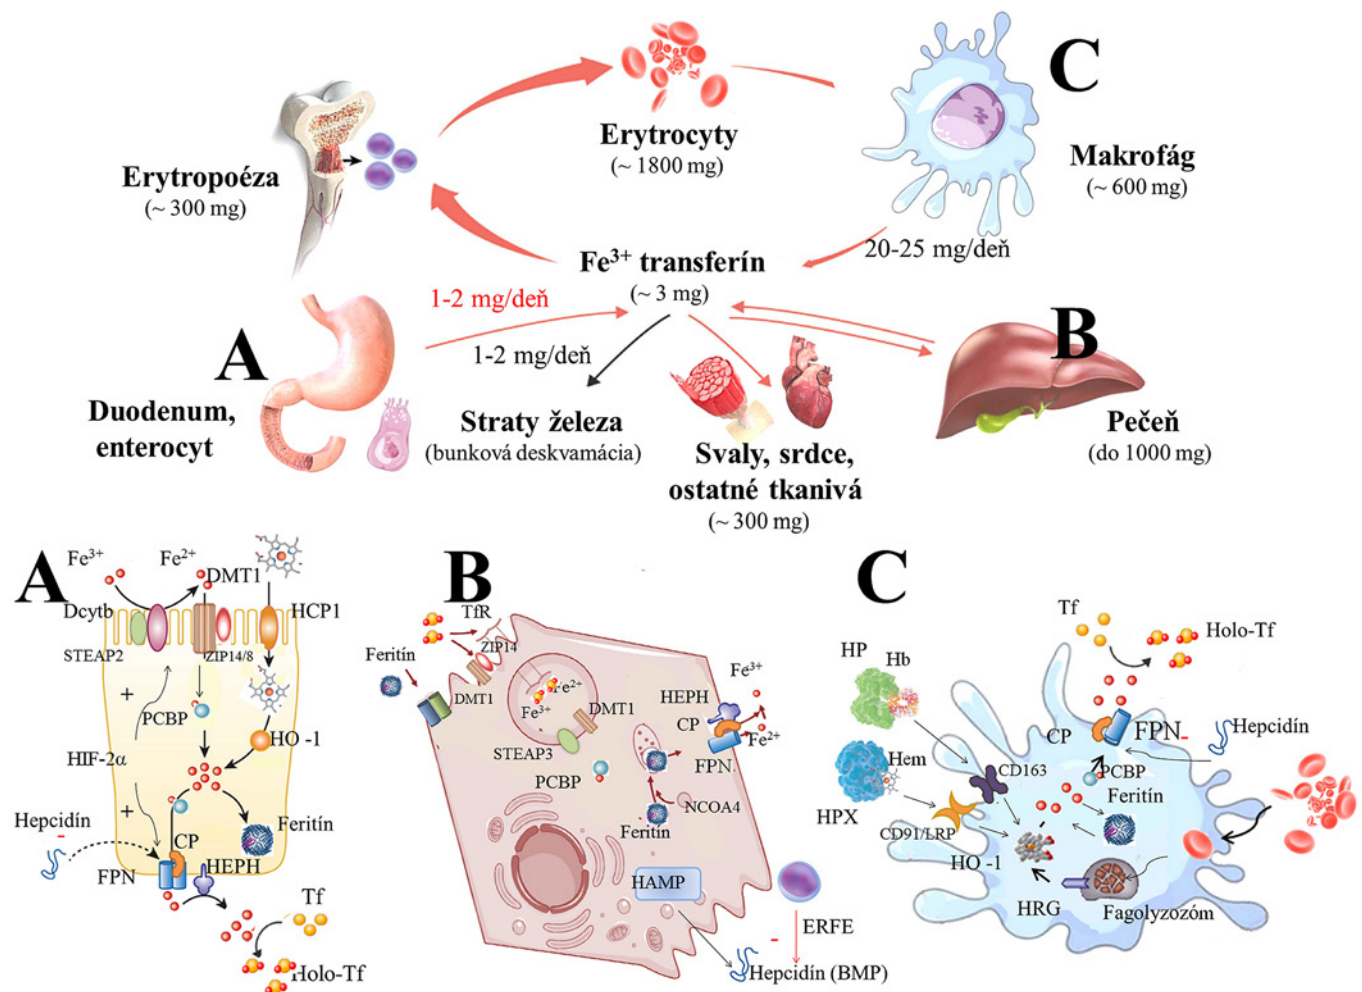 C
Erytrocyty
(~ 1800 mg)
Makrofág
(~ 600 mg)
Erytropoéza
(~ 300 mg)
20-25 mg/deň
Fe³⁺ transferín
(~ 3 mg)
1-2 mg/deň
1-2 mg/deň
A
Duodenum,
enterocyt
Straty železa
(bunková deskvamácia)
Svaly, srdce,
ostatné tkanivá
(~ 300 mg)
B
Pečeň
(do 1000 mg)
A
Fe³⁺
Fe²⁺
DMT1
Dcytb
HCP1
STEAP2
ZIP14/8
+
PCBP
HO -1
HIF-2α
+
Hepcidín
-
CP
Feritín
FPN
HEPH
Tf
Holo-Tf
B
TfR
ZIP14
Feritín
DMT1
Fe²⁺
Fe³⁺
DMT1
STEAP3
PCBP
Fe³⁺
HEPH
CP
Fe²⁺
FPN
NCOA4
Feritín
HAMP
ERFE
-
Hepcidín (BMP)
C
Tf
Holo-Tf
HP
Hb
Hepcidín
CP
FPN
-
Hem
CD163
PCBP
Feritín
HPX
CD91/LRP
HO -1
HRG
Fagolyzozóm